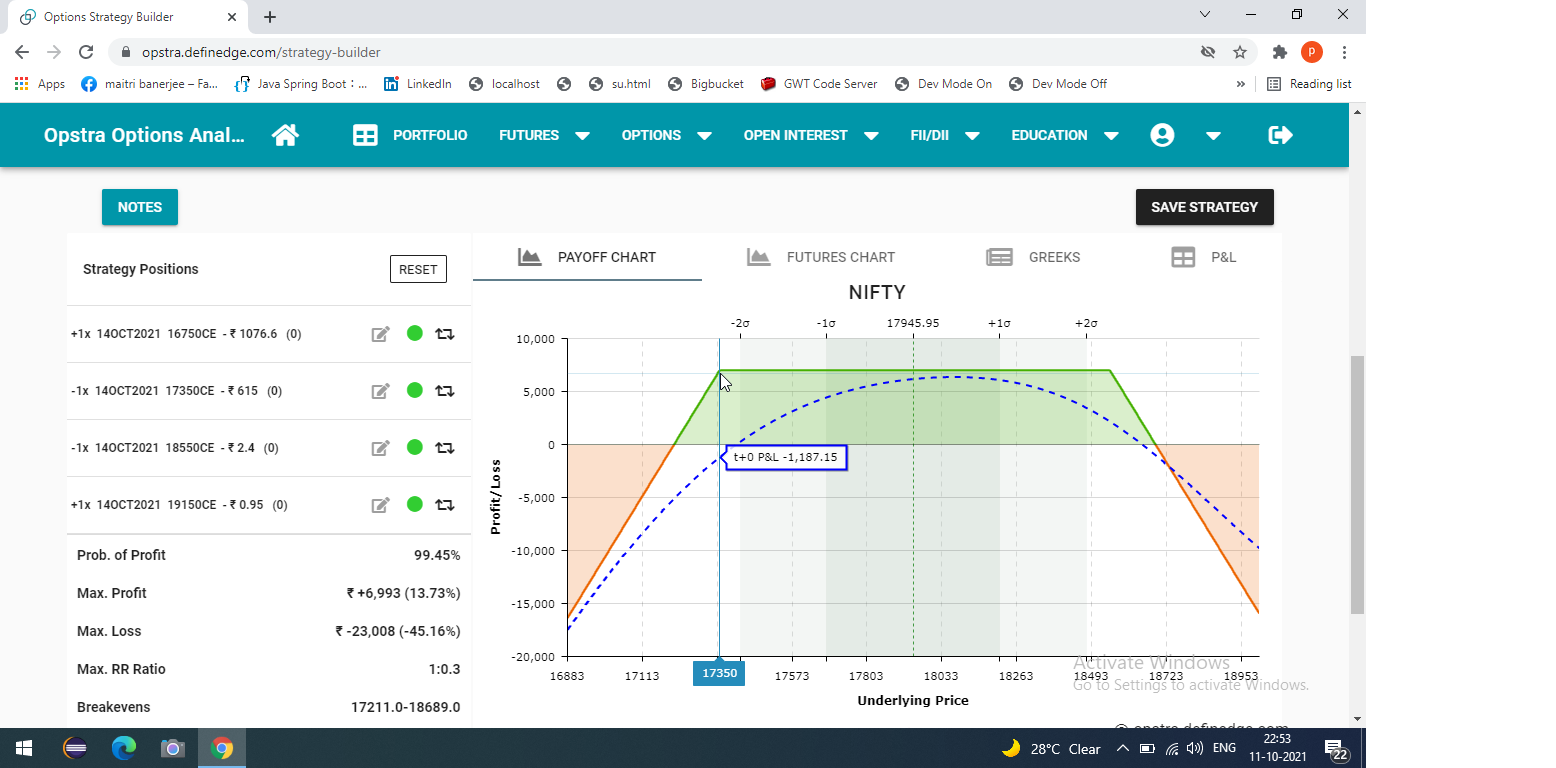 Options Strategy Builder
opstra.definedge.com/strategy-builder
P
Apps maitri banerjee – Fa... Java Spring Boot : ... LinkedIn localhost su.html Bigbucket GWT Code Server Dev Mode On Dev Mode Off » Reading list
Opstra Options Anal... PORTFOLIO FUTURES OPTIONS OPEN INTEREST FII/DII EDUCATION
NOTES SAVE STRATEGY
Strategy Positions RESET
+1x 14OCT2021 16750CE - ₹ 1076.6 (0)
-1x 14OCT2021 17350CE - ₹ 615 (0)
-1x 14OCT2021 18550CE - ₹ 2.4 (0)
+1x 14OCT2021 19150CE - ₹ 0.95 (0)
Prob. of Profit 99.45%
Max. Profit ₹ +6,993 (13.73%)
Max. Loss ₹ -23,008 (-45.16%)
Max. RR Ratio 1:0.3
Breakevens 17211.0-18689.0
PAYOFF CHART FUTURES CHART GREEKS P&L
NIFTY
-2σ -1σ 17945.95 +1σ +2σ
10,000
5,000
0
-5,000
-10,000
-15,000
-20,000
Profit/Loss
t+0 P&L -1,187.15
16883 17113 17350 17573 17803 18033 18263 18493 18723 18953
Underlying Price
Activate Windows
Go to Settings to activate Windows.
© opstra.definedge.com
28°C Clear ENG 22:53
11-10-2021
22